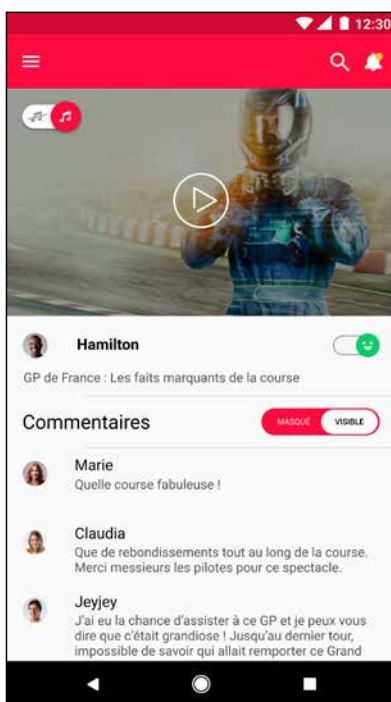 12:30
Hamilton
GP de France : Les faits marquants de la course
Commentaires
MASQUÉ
VISIBLE
Marie
Quelle course fabuleuse !
Claudia
Que de rebondissements tout au long de la course.
Merci messieurs les pilotes pour ce spectacle.
Jeyjey
J'ai eu la chance d'assister à ce GP et je peux vous
dire que c'était grandiose ! Jusqu'au dernier tour,
impossible de savoir qui allait remporter ce Grand